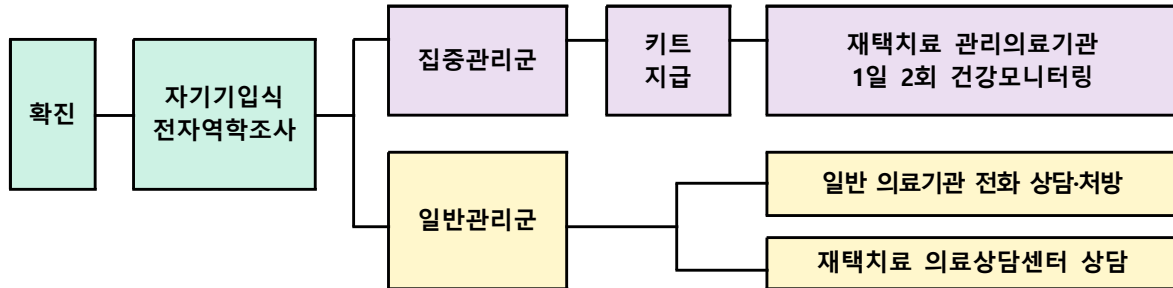 확진
자기기입식
전자역학조사
집중관리군
키트
지급
재택치료 관리의료기관
1일 2회 건강모니터링
일반관리군
일반 의료기관 전화 상담·처방
재택치료 의료상담센터 상담